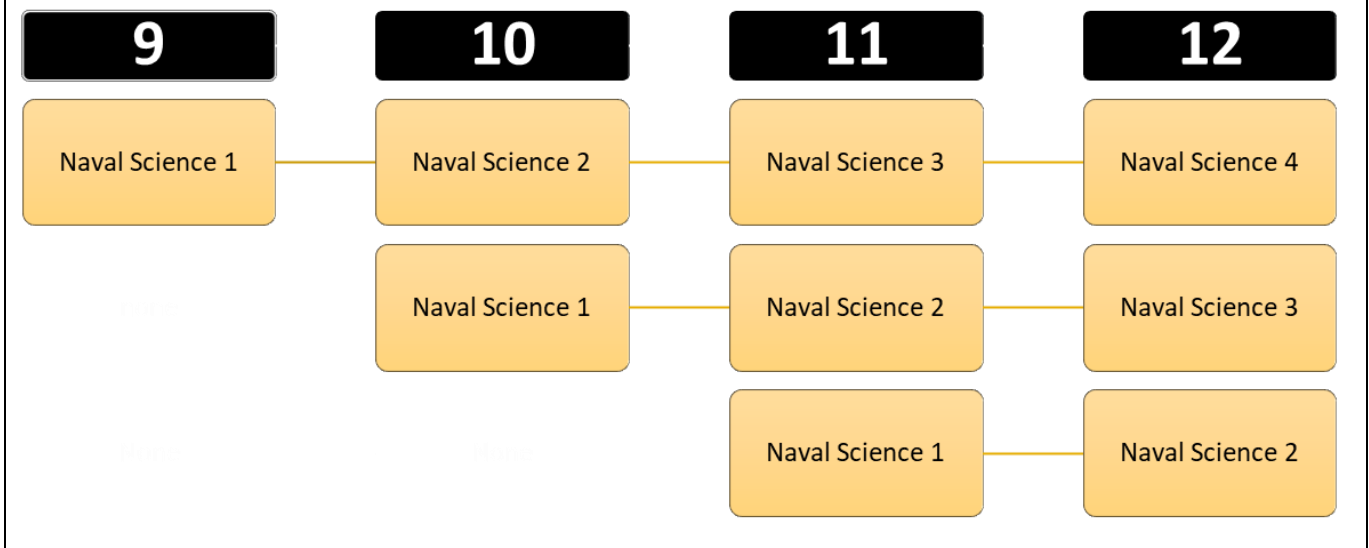 9
10
11
12
Naval Science 1
Naval Science 2
Naval Science 3
Naval Science 4
Naval Science 1
Naval Science 2
Naval Science 3
Naval Science 1
Naval Science 2